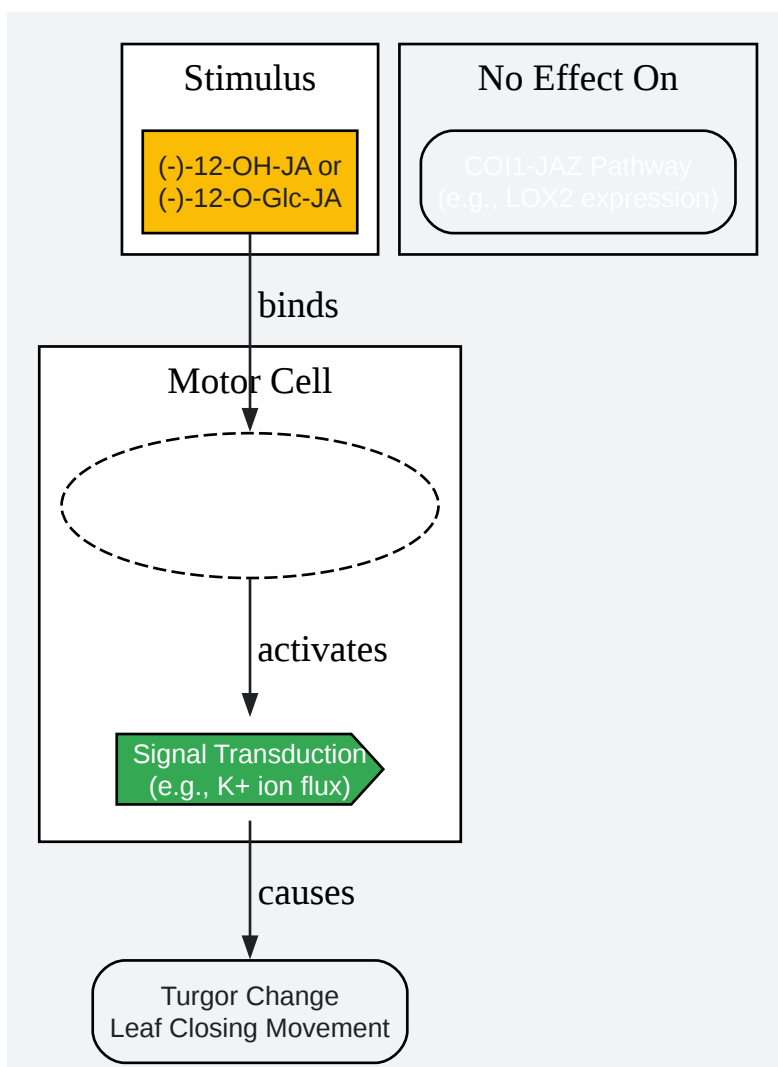 Stimulus
(-)-12-OH-JA or
(-)-12-O-Glc-JA
No Effect On
COI1-JAZ Pathway
(e.g., LOX2 expression)
binds
Motor Cell
activates
Signal Transduction
(e.g., K+ ion flux)
causes
Turgor Change
Leaf Closing Movement